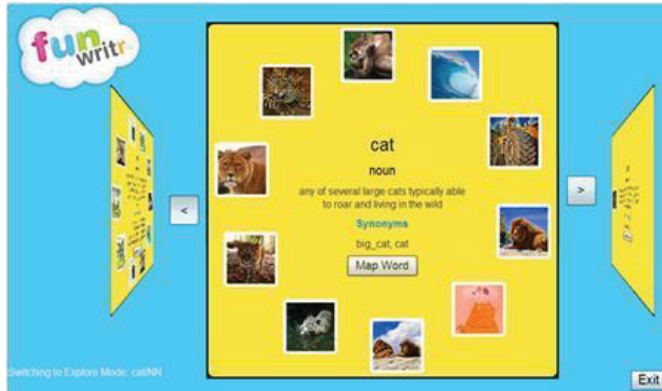 fun
writr
cat
noun
any of several large cats typically able
to roar and living in the wild
Synonyms
big_cat, cat
Map Word
<
>
Switching to Explore Mode: cat/NN
Exit